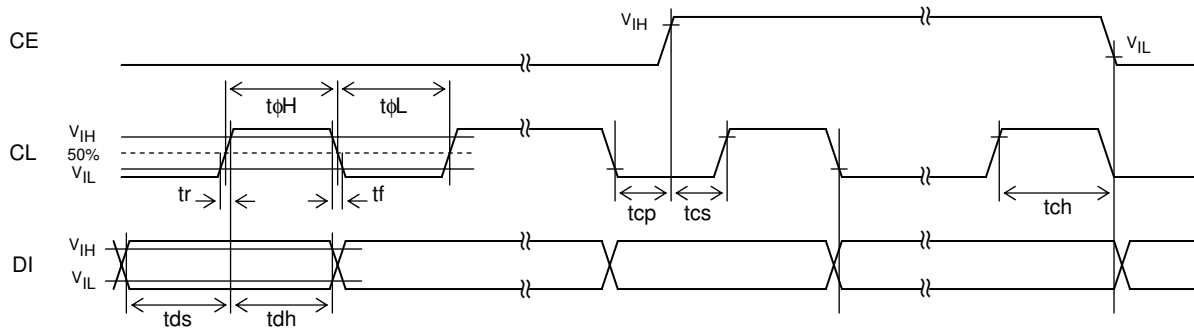 CE
V_IH
V_IL
tϕH
tϕL
CL
V_IH
50%
V_IL
tr
tf
tcp
tcs
tch
DI
V_IH
V_IL
tds
tdh